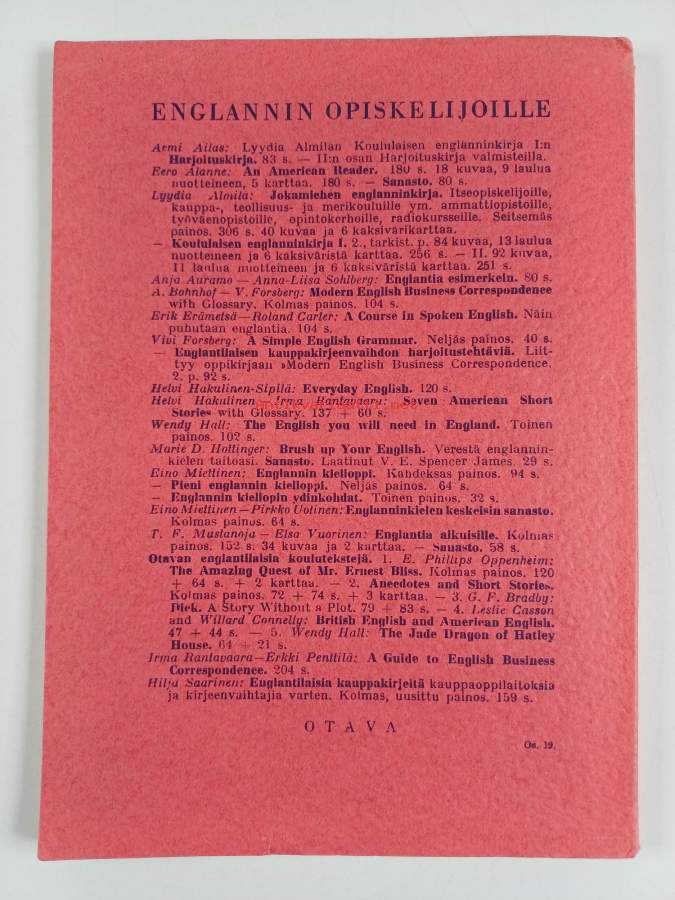 ENGLANNIN OPISKELIJOILLE
Armi Ailas: Lyydia Almilan Koululaisen englanninkirja I:n
Harjoituskirja. 83 s. — II:n osan Harjoituskirja valmisteilla.
Eero Alanne: An American Reader. 180 s. 18 kuvaa, 9 laulua
nuotteineen, 5 karttaa. 180 s. — Sanasto. 80 s.
Lyydia Almila: Jokamiehen englanninkirja. Itseopiskelijoille,
kauppa-, teollisuus- ja merikouluille ym. ammattiopistoille,
työväenopistoille, opintokerhoille, radiokursseille. Seitsemäs
painos. 306 s. 40 kuvaa ja 6 kaksivärikarttaa.
— Koululaisen englanninkirja I. 2., tarkist. p. 84 kuvaa, 13 laulua
nuotteineen ja 6 kaksiväristä karttaa. 256 s. — II. 92 kuvaa,
11 laulua nuotteineen ja 6 kaksiväristä karttaa. 251 s.
Anja Auramo — Anna-Liisa Sohlberg: Englantia esimerkein. 80 s.
A. Bohnhof — V. Forsberg: Modern English Business Correspondence
with Glossary. Kolmas painos. 104 s.
Erik Erämetsä—Roland Carler: A Course in Spoken English. Näin
puhutaan englantia. 104 s.
Vivi Forsberg: A Simple English Grammar. Neljäs painos. 40 s.
— Englantilaisen kauppakirjeenvaihdon harjoitustehtäviä. Liit-
tyy oppikirjaan »Modern English Business Correspondence.
2. p. 92 s.
Helvi Hakulinen-Sipilä: Everyday English. 120 s.
Helvi Hakulinen—Irma Rantavaara: Seven American Short
Stories with Glossary. 137 + 60 s.
Wendy Hall: The English you will need in England. Toinen
painos. 102 s.
Marie D. Hottinger: Brush up Your English. Verestä englannin-
kielen taitoasi. Sanasto. Laatinut V. E. Spencer James. 29 s.
Eino Miettinen: Englannin kielioppi. Kahdeksas painos. 94 s.
— Pieni englannin kielioppi. Neljäs painos. 64 s.
— Englannin kieliopin ydinkohdat. Toinen painos. 32 s.
Eino Miettinen—Pirkko Uotinen: Englanninkielen keskeisin sanasto.
Kolmas painos. 64 s.
T. F. Mustanoja — Elsa Vuorinen: Englantia aikuisille. Kolmas
painos. 152 s. 34 kuvaa ja 2 karttaa. — Sanasto. 58 s.
Otavan englantilaisia koulutekstejä. 1. E. Phillips Oppenheim:
The Amazing Quest of Mr. Ernest Bliss. Kolmas painos. 120
+ 64 s. + 2 karttaa. — 2. Anecdotes and Short Stories.
Kolmas painos. 72 + 74 s. + 3 karttaa. — 3. G. F. Bradby:
Dick. A Story Without a Plot. 79 + 83 s. — 4. Leslie Casson
and Willard Connelly: British English and American English.
47 + 44 s. — 5. Wendy Hall: The Jade Dragon of Hatley
House. 64 + 21 s.
Irma Rantavaara—Erkki Penttilä: A Guide to English Business
Correspondence. 204 s.
Hilja Saarinen: Englantilaisia kauppakirjeitä kauppaoppilaitoksia
ja kirjeenvaihtajia varten. Kolmas, uusittu painos. 159 s.
OTAVA
Os. 19.